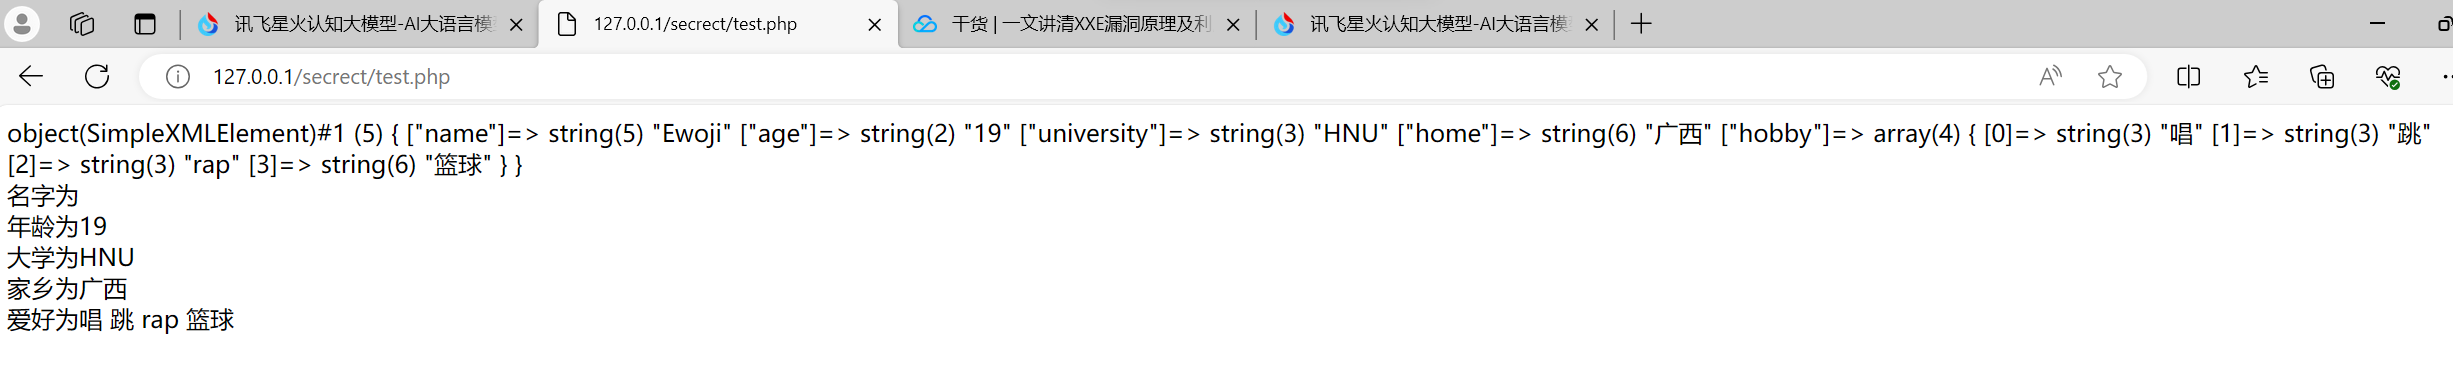 讯飞星火认知大模型-AI大语言模
127.0.0.1/secrect/test.php
干货 | 一文讲清XXE漏洞原理及利
讯飞星火认知大模型-AI大语言模
127.0.0.1/secrect/test.php
object(SimpleXMLElement)#1 (5) { ["name"]=> string(5) "Ewoji" ["age"]=> string(2) "19" ["university"]=> string(3) "HNU" ["home"]=> string(6) "广西" ["hobby"]=> array(4) { [0]=> string(3) "唱" [1]=> string(3) "跳"
[2]=> string(3) "rap" [3]=> string(6) "篮球" } }
名字为
年龄为19
大学为HNU
家乡为广西
爱好为唱 跳 rap 篮球